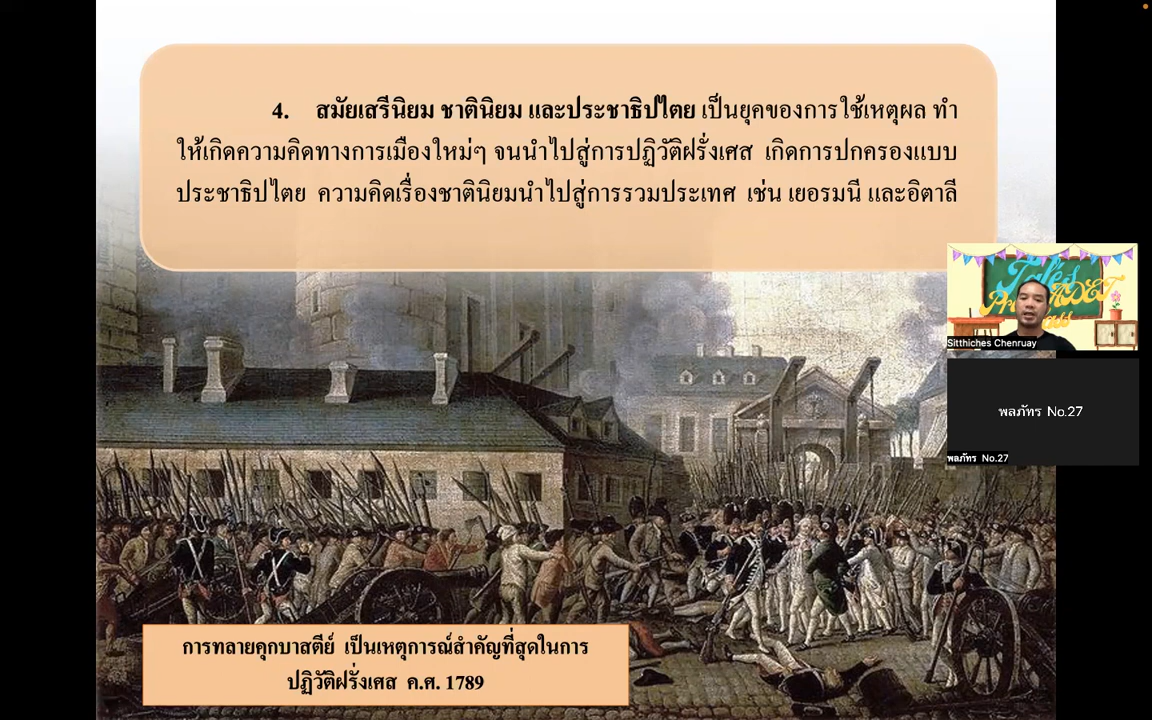 4. สมัยเสรีนิยม ชาตินิยม และประชาธิปไตย เป็นยุคของการใช้เหตุผล ทำ
ให้เกิดความคิดทางการเมืองใหม่ๆ จนนำไปสู่การปฏิวัติฝรั่งเศส เกิดการปกครองแบบ
ประชาธิปไตย ความคิดเรื่องชาตินิยมนำไปสู่การรวมประเทศ เช่น เยอรมนี และอิตาลี
Sitthiches Chenruay
พลภัทร No.27
พลภัทร No.27
การทลายคุกบาสตีย์ เป็นเหตุการณ์สำคัญที่สุดในการ
ปฏิวัติฝรั่งเศส ค.ศ. 1789